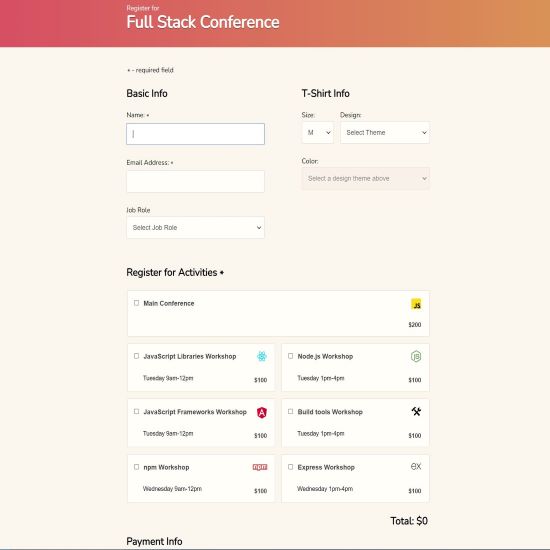 Register for
Full Stack Conference
* - required field
Basic Info
Name: *
Email Address: *
Job Role
Select Job Role
T-Shirt Info
Size:
M
Design:
Select Theme
Color:
Select a design theme above
Register for Activities *
Main Conference
JS
$200
JavaScript Libraries Workshop
Tuesday 9am-12pm
$100
Node.js Workshop
JS
Tuesday 1pm-4pm
$100
JavaScript Frameworks Workshop
A
Tuesday 9am-12pm
$100
Build tools Workshop
Tuesday 1pm-4pm
$100
npm Workshop
npm
Wednesday 9am-12pm
$100
Express Workshop
ex
Wednesday 1pm-4pm
$100
Total: $0
Payment Info